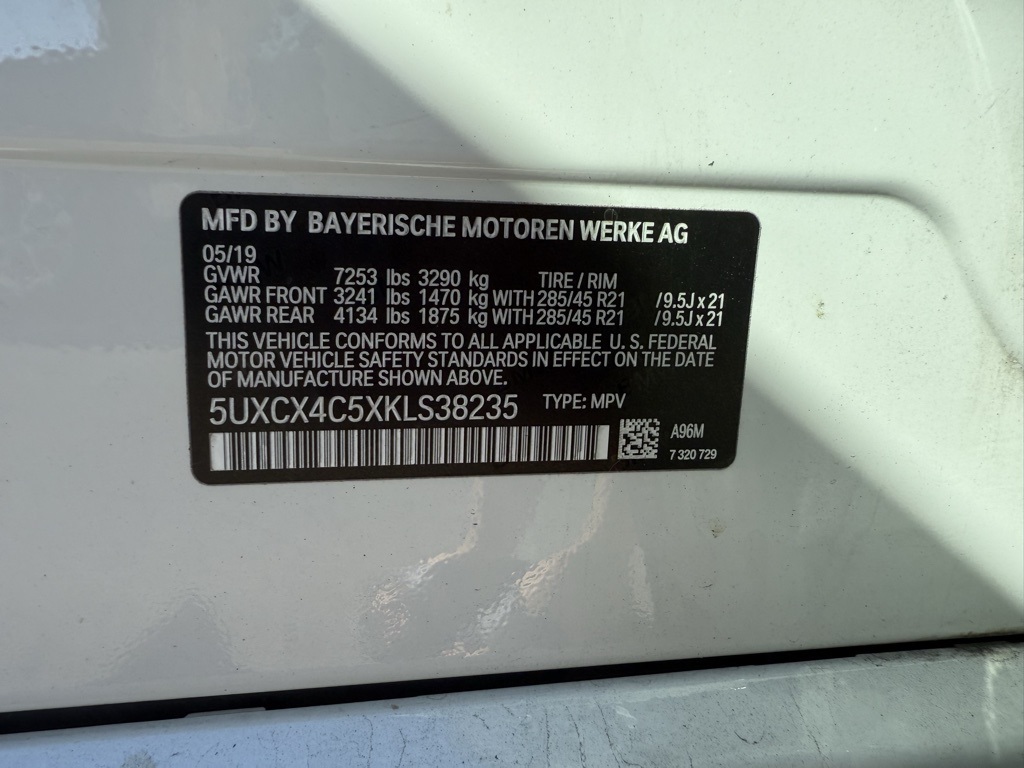 MFD BY BAYERISCHE MOTOREN WERKE AG
05/19
GVWR 7253 lbs 3290 kg TIRE / RIM
GAWR FRONT 3241 lbs 1470 kg WITH 285/45 R21 / 9.5J x 21
GAWR REAR 4134 lbs 1875 kg WITH 285/45 R21 / 9.5J x 21
THIS VEHICLE CONFORMS TO ALL APPLICABLE U. S. FEDERAL
MOTOR VEHICLE SAFETY STANDARDS IN EFFECT ON THE DATE
OF MANUFACTURE SHOWN ABOVE.
5UXCX4C5XKLS38235 TYPE: MPV
A96M
7 320 729